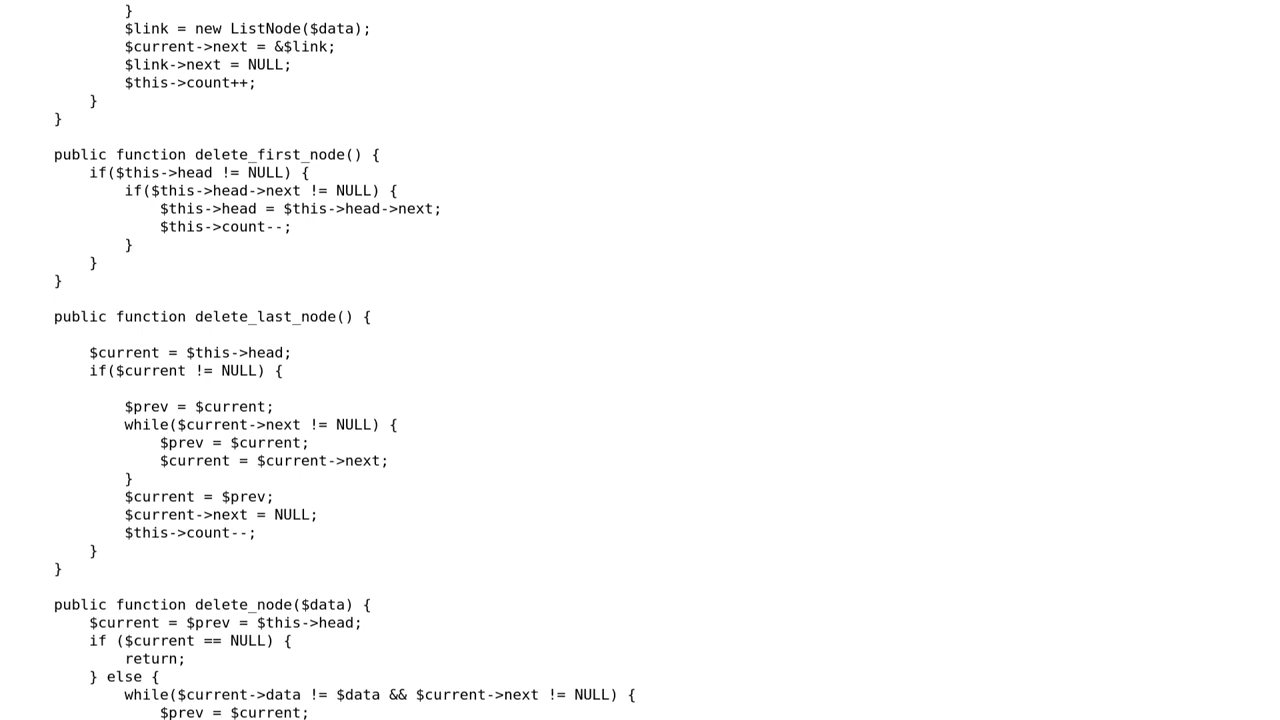 }
$link = new ListNode($data);
$current->next = &$link;
$link->next = NULL;
$this->count++;
}
}
public function delete_first_node() {
if($this->head != NULL) {
if($this->head->next != NULL) {
$this->head = $this->head->next;
$this->count--;
}
}
}
public function delete_last_node() {
$current = $this->head;
if($current != NULL) {
$prev = $current;
while($current->next != NULL) {
$prev = $current;
$current = $current->next;
}
$current = $prev;
$current->next = NULL;
$this->count--;
}
}
public function delete_node($data) {
$current = $prev = $this->head;
if ($current == NULL) {
return;
} else {
while($current->data != $data && $current->next != NULL) {
$prev = $current;